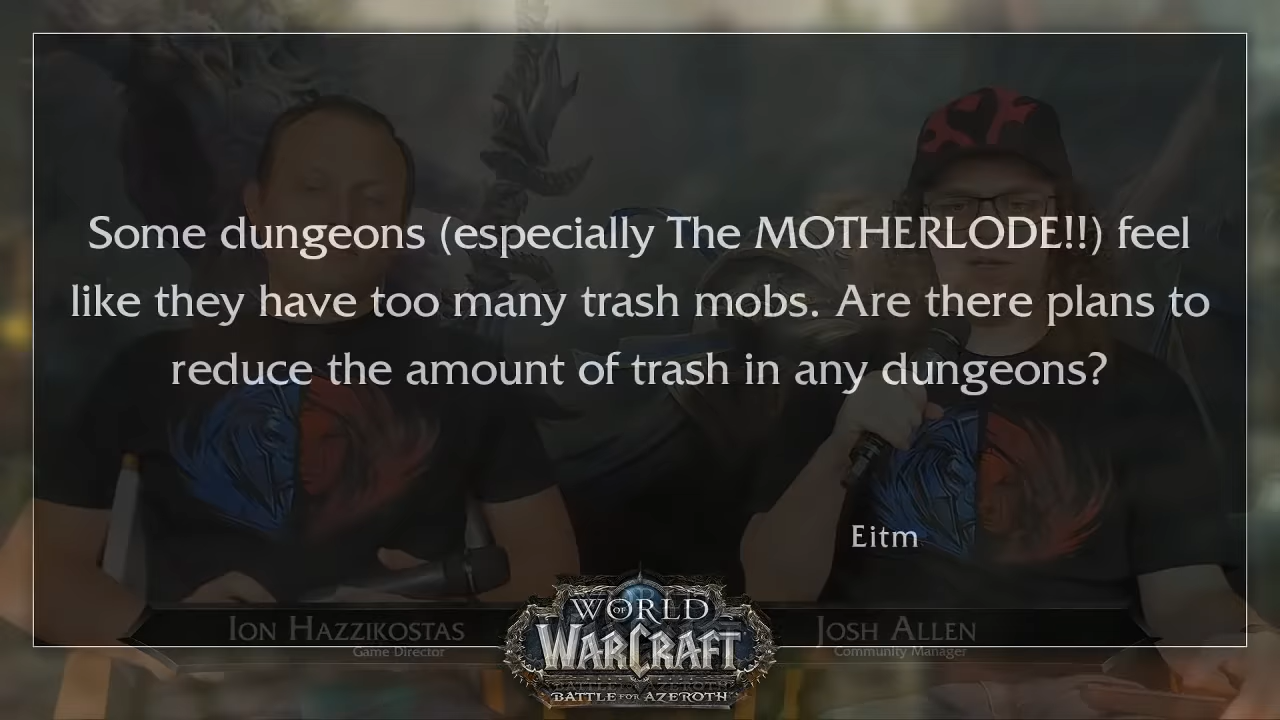 Some dungeons (especially The MOTHERLODE!!) feel
like they have too many trash mobs. Are there plans to
reduce the amount of trash in any dungeons?
Eitm
Ion Hazzikostas
Game Director
Josh Allen
Community Manager
WORLD
OF
WARCRAFT
BATTLE FOR AZEROTH